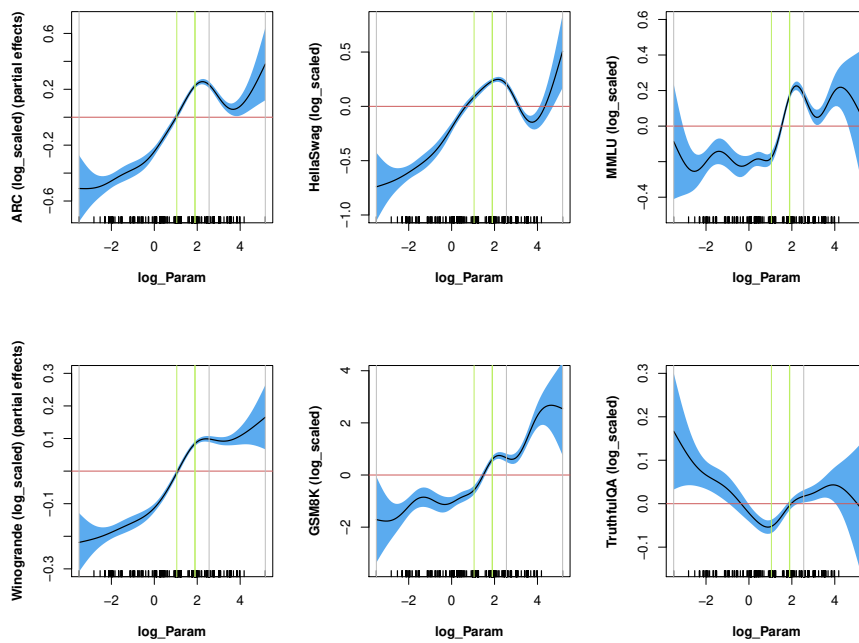 ARC (log_scaled) (partial effects)
0.6
0.2
−0.2
−0.6
−2 0 2 4
log_Param
HellaSwag (log_scaled)
0.5
0.0
−0.5
−1.0
−2 0 2 4
log_Param
MMLU (log_scaled)
0.4
0.2
0.0
−0.4
−2 0 2 4
log_Param
Winogrande (log_scaled) (partial effects)
0.3
0.1
−0.1
−0.3
−2 0 2 4
log_Param
GSM8K (log_scaled)
4
2
0
−2
−2 0 2 4
log_Param
TruthfulQA (log_scaled)
0.3
0.2
0.1
0.0
−0.1
−2 0 2 4
log_Param